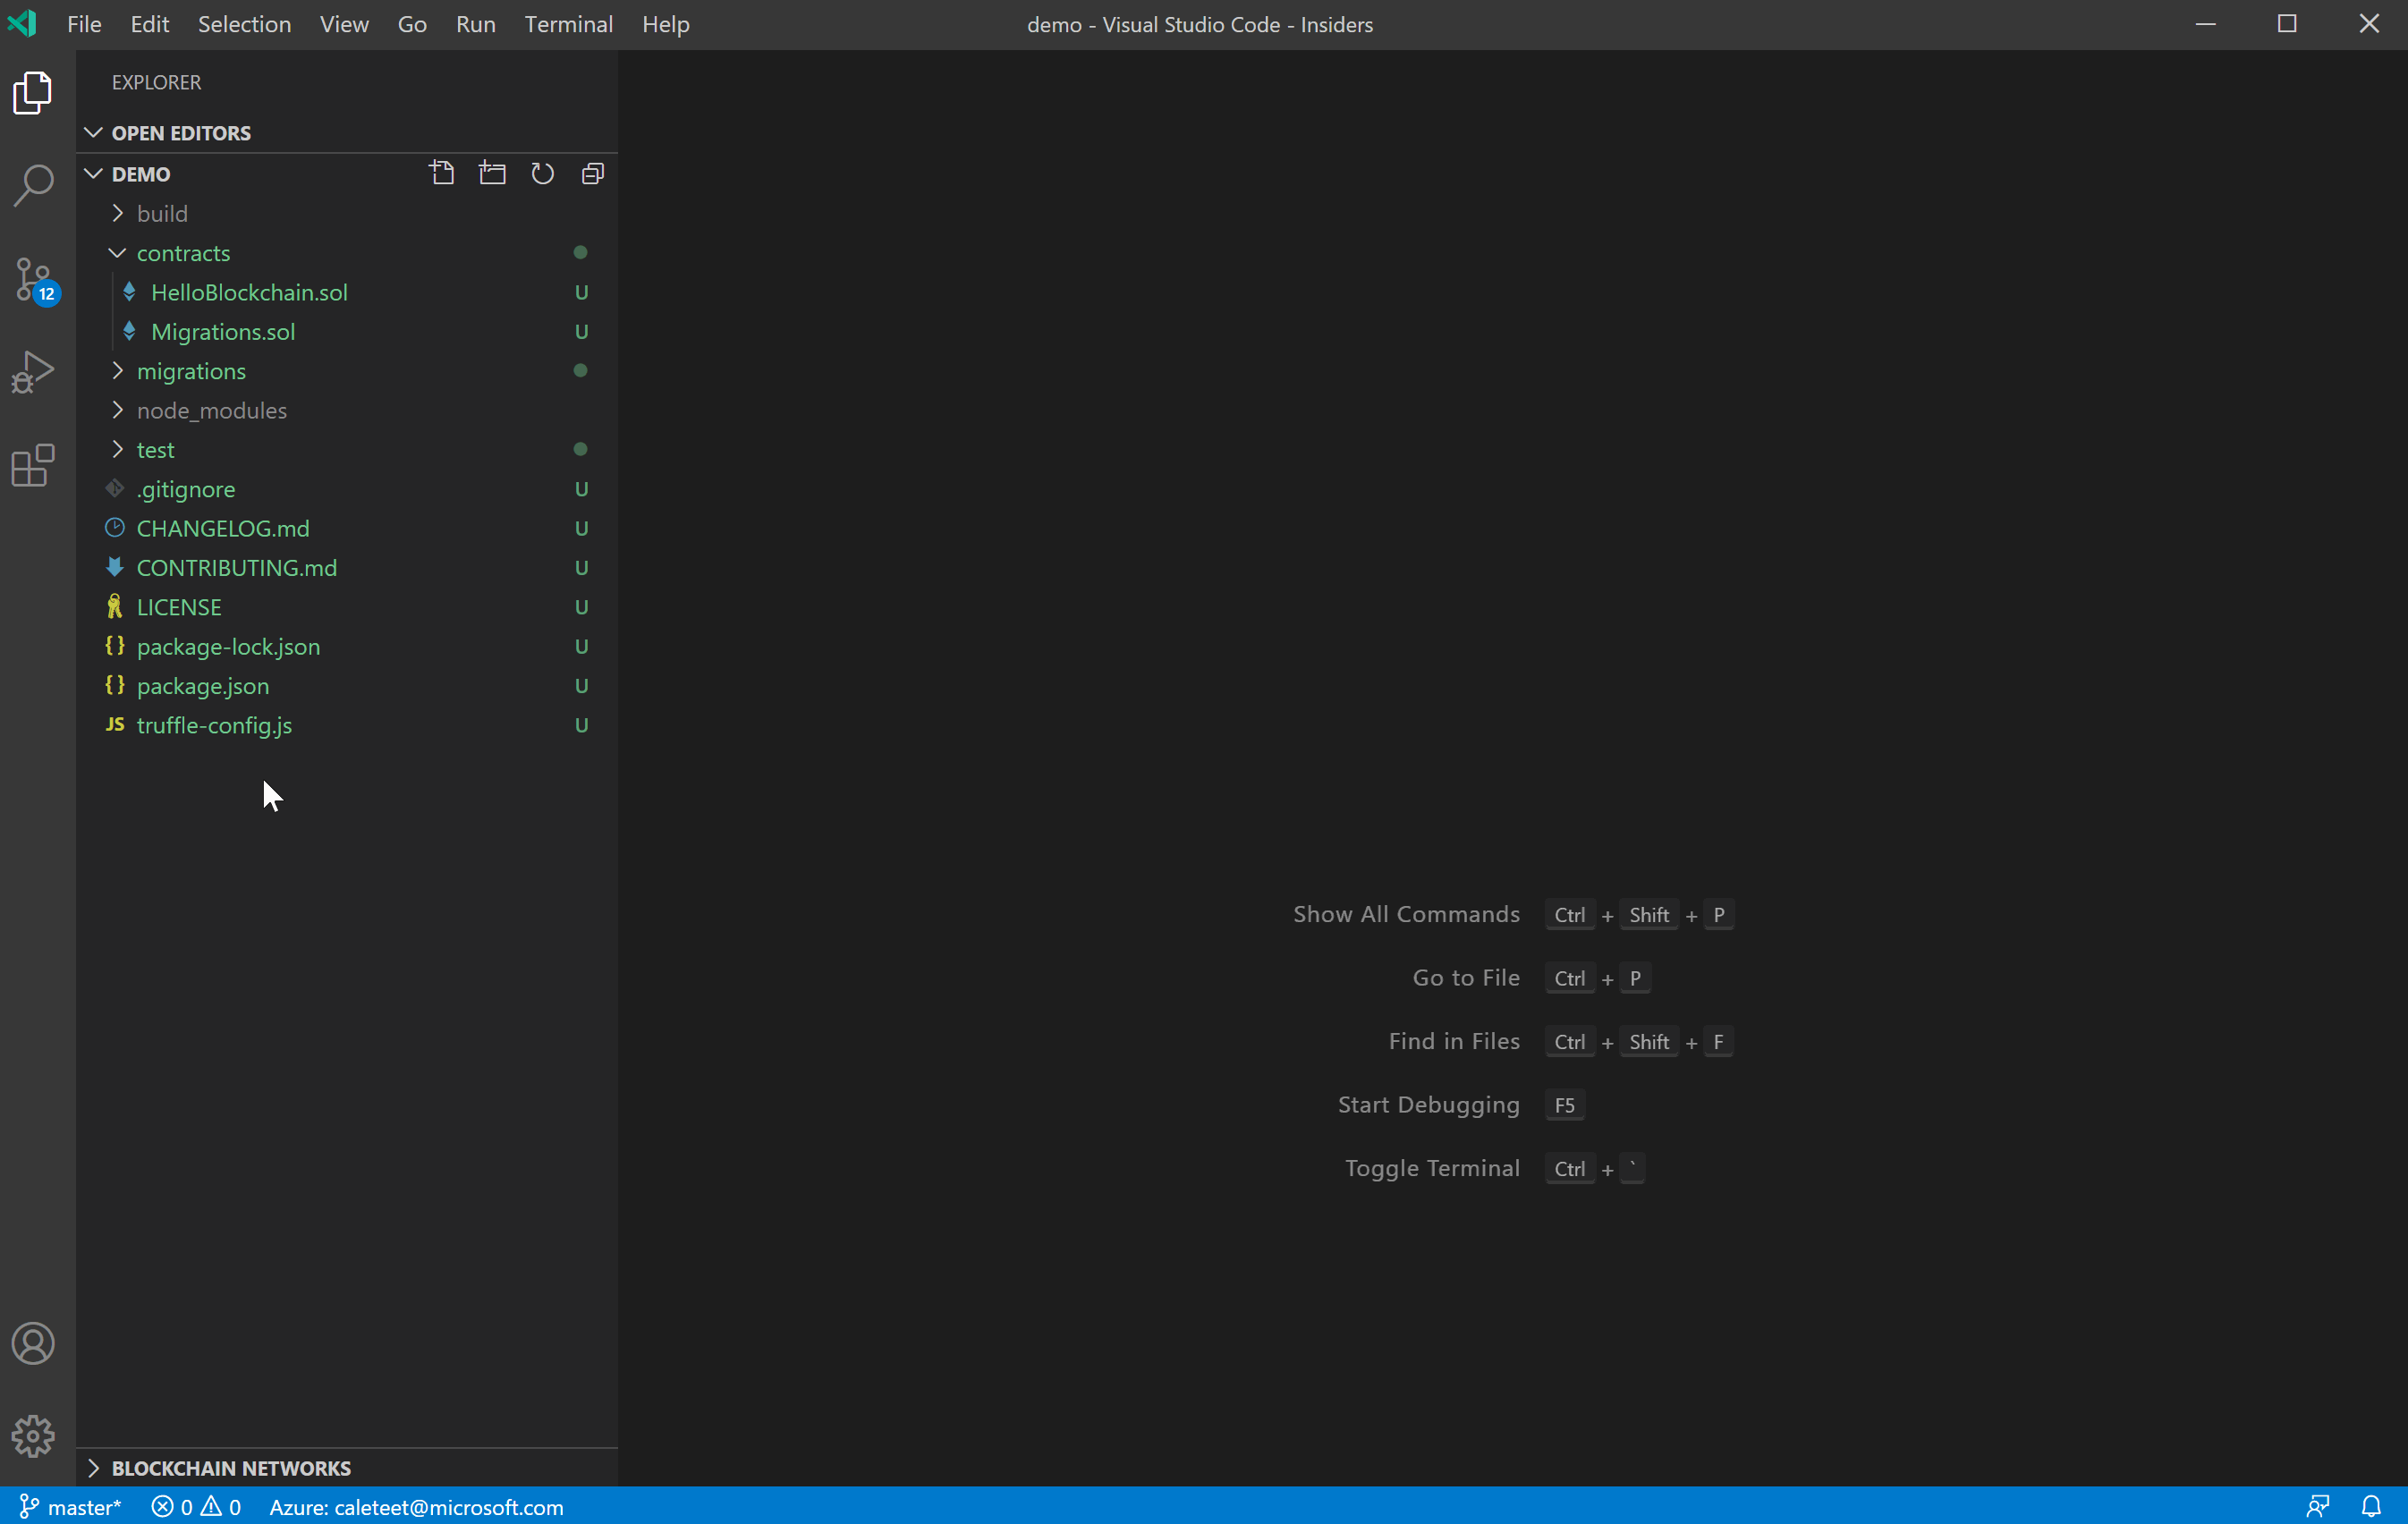 File Edit Selection View Go Run Terminal Help
demo - Visual Studio Code - Insiders
EXPLORER
OPEN EDITORS
DEMO
build
contracts
HelloBlockchain.sol U
Migrations.sol U
migrations
node_modules
test
.gitignore U
CHANGELOG.md U
CONTRIBUTING.md U
LICENSE U
{} package-lock.json U
{} package.json U
JS truffle-config.js U
12
Show All Commands Ctrl + Shift + P
Go to File Ctrl + P
Find in Files Ctrl + Shift + F
Start Debugging F5
Toggle Terminal Ctrl + `
BLOCKCHAIN NETWORKS
master* 0 0 Azure: caleteet@microsoft.com